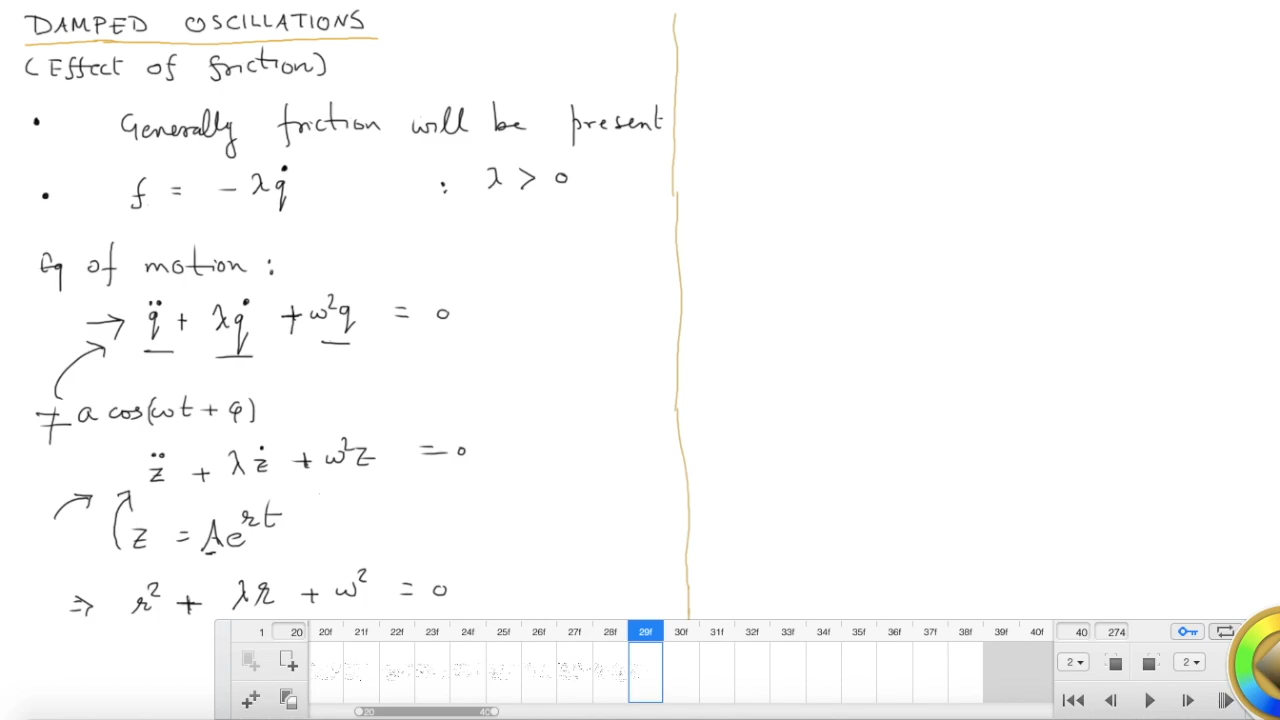 DAMPED OSCILLATIONS
(Effect of friction)
• Generally friction will be present
• f = - λq̇ : λ > 0
Eq of motion :
→ q̈ + λq̇ + ω²q = 0
≠ a cos(ωt + φ)
z̈ + λż + ω²z = 0
z = Ae^{rt}
⇒ r² + λr + ω² = 0
1 20 20f 21f 22f 23f 24f 25f 26f 27f 28f 29f 30f 31f 32f 33f 34f 35f 36f 37f 38f 39f 40f 40 274
2 2
20 40